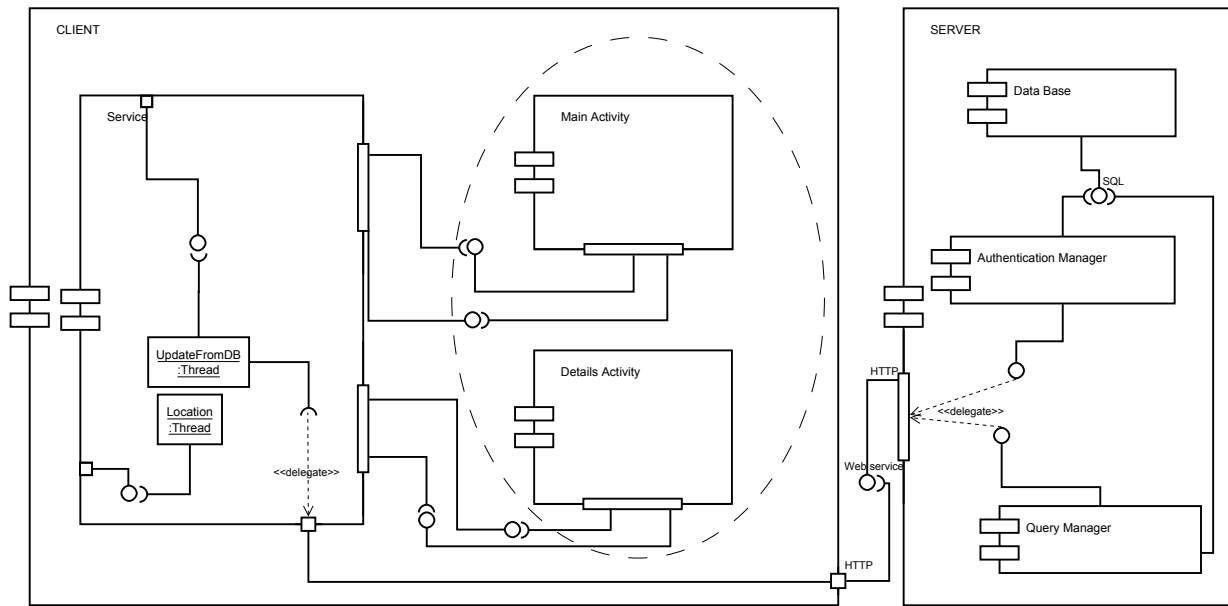 CLIENT
SERVER
Data Base
Service
Main Activity
SQL
Authentication Manager
UpdateFromDB
:Thread
HTTP
Details Activity
Location
:Thread
<<delegate>>
<<delegate>>
Web service
Query Manager
HTTP